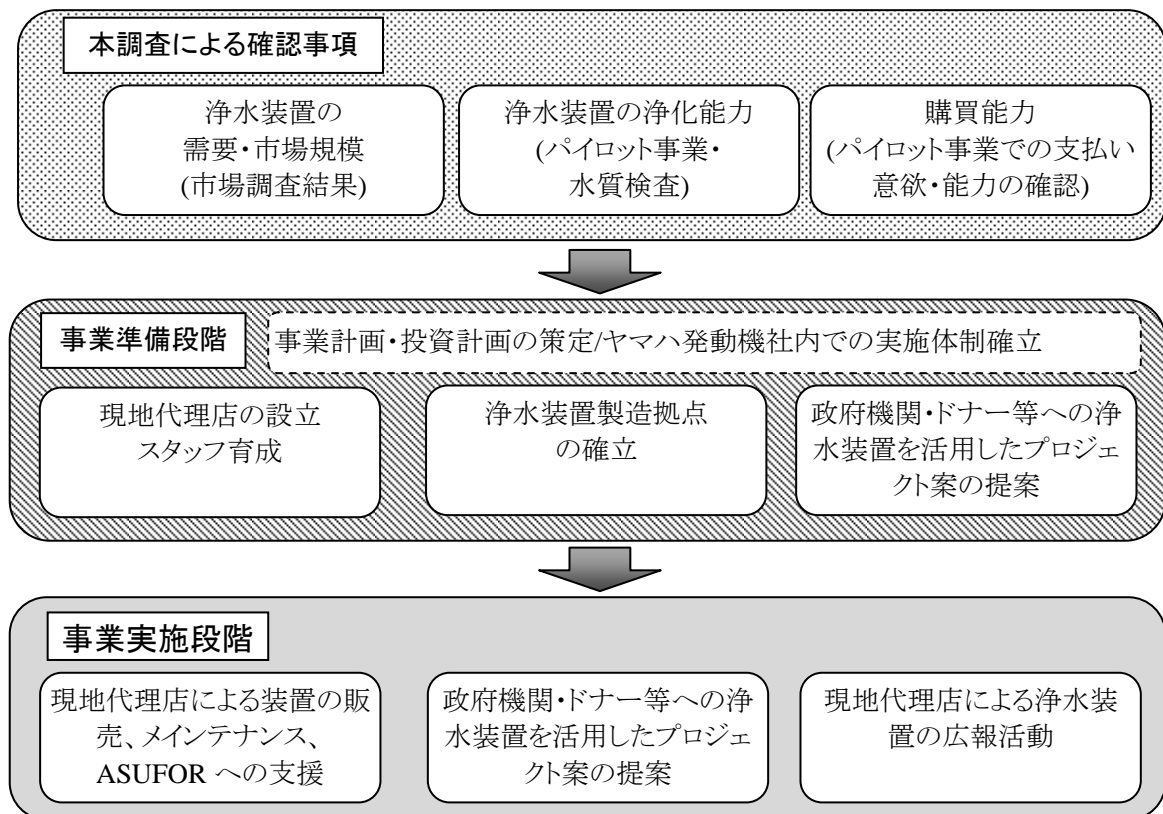 本調査による確認事項
浄水装置の
需要・市場規模
(市場調査結果)
浄水装置の浄化能力
(パイロット事業・
水質検査)
購買能力
(パイロット事業での支払い
意欲・能力の確認)
事業準備段階
事業計画・投資計画の策定/ヤマハ発動機社内での実施体制確立
現地代理店の設立
スタッフ育成
浄水装置製造拠点
の確立
政府機関・ドナー等への浄
水装置を活用したプロジェ
クト案の提案
事業実施段階
現地代理店による装置の販
売、メインテナンス、
ASUFOR への支援
政府機関・ドナー等への浄
水装置を活用したプロジェ
クト案の提案
現地代理店による浄水装
置の広報活動